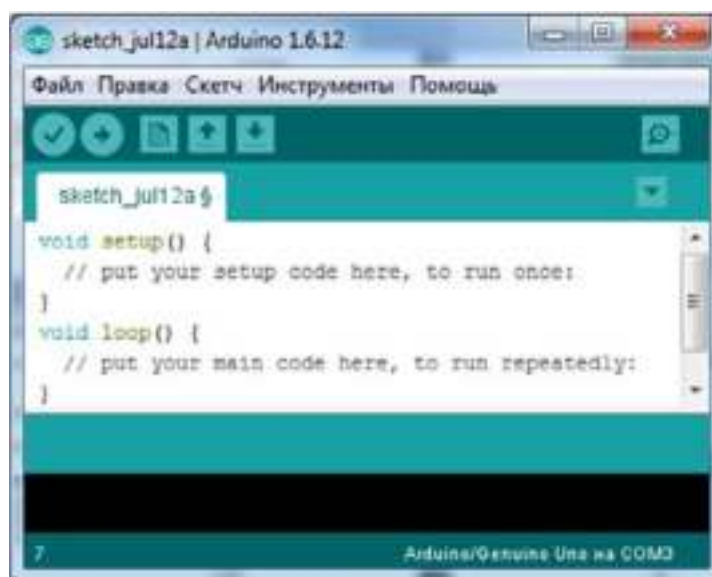 sketch_jul12a | Arduino 1.6.12
Файл Правка Скетч Инструменты Помощь
sketch_jul12a §
void setup() {
  // put your setup code here, to run once:
}
void loop() {
  // put your main code here, to run repeatedly:
}
7
Arduino/Genuino Uno на COM3